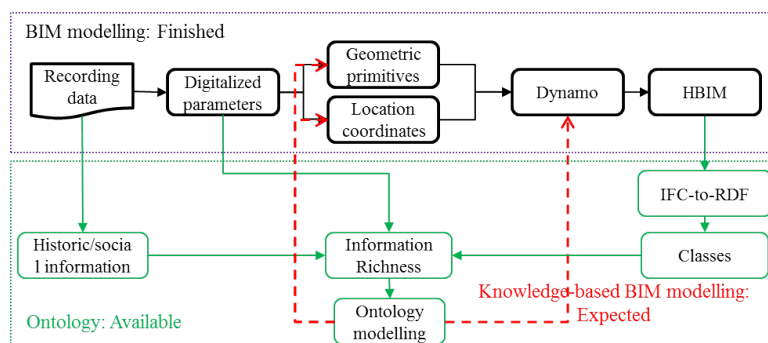 BIM modelling: Finished
Recording
data
Digitalized
parameters
Geometric
primitives
Location
coordinates
Dynamo
HBIM
IFC-to-RDF
Historic/socia
l information
Information
Richness
Classes
Knowledge-based BIM modelling:
Expected
Ontology: Available
Ontology
modelling